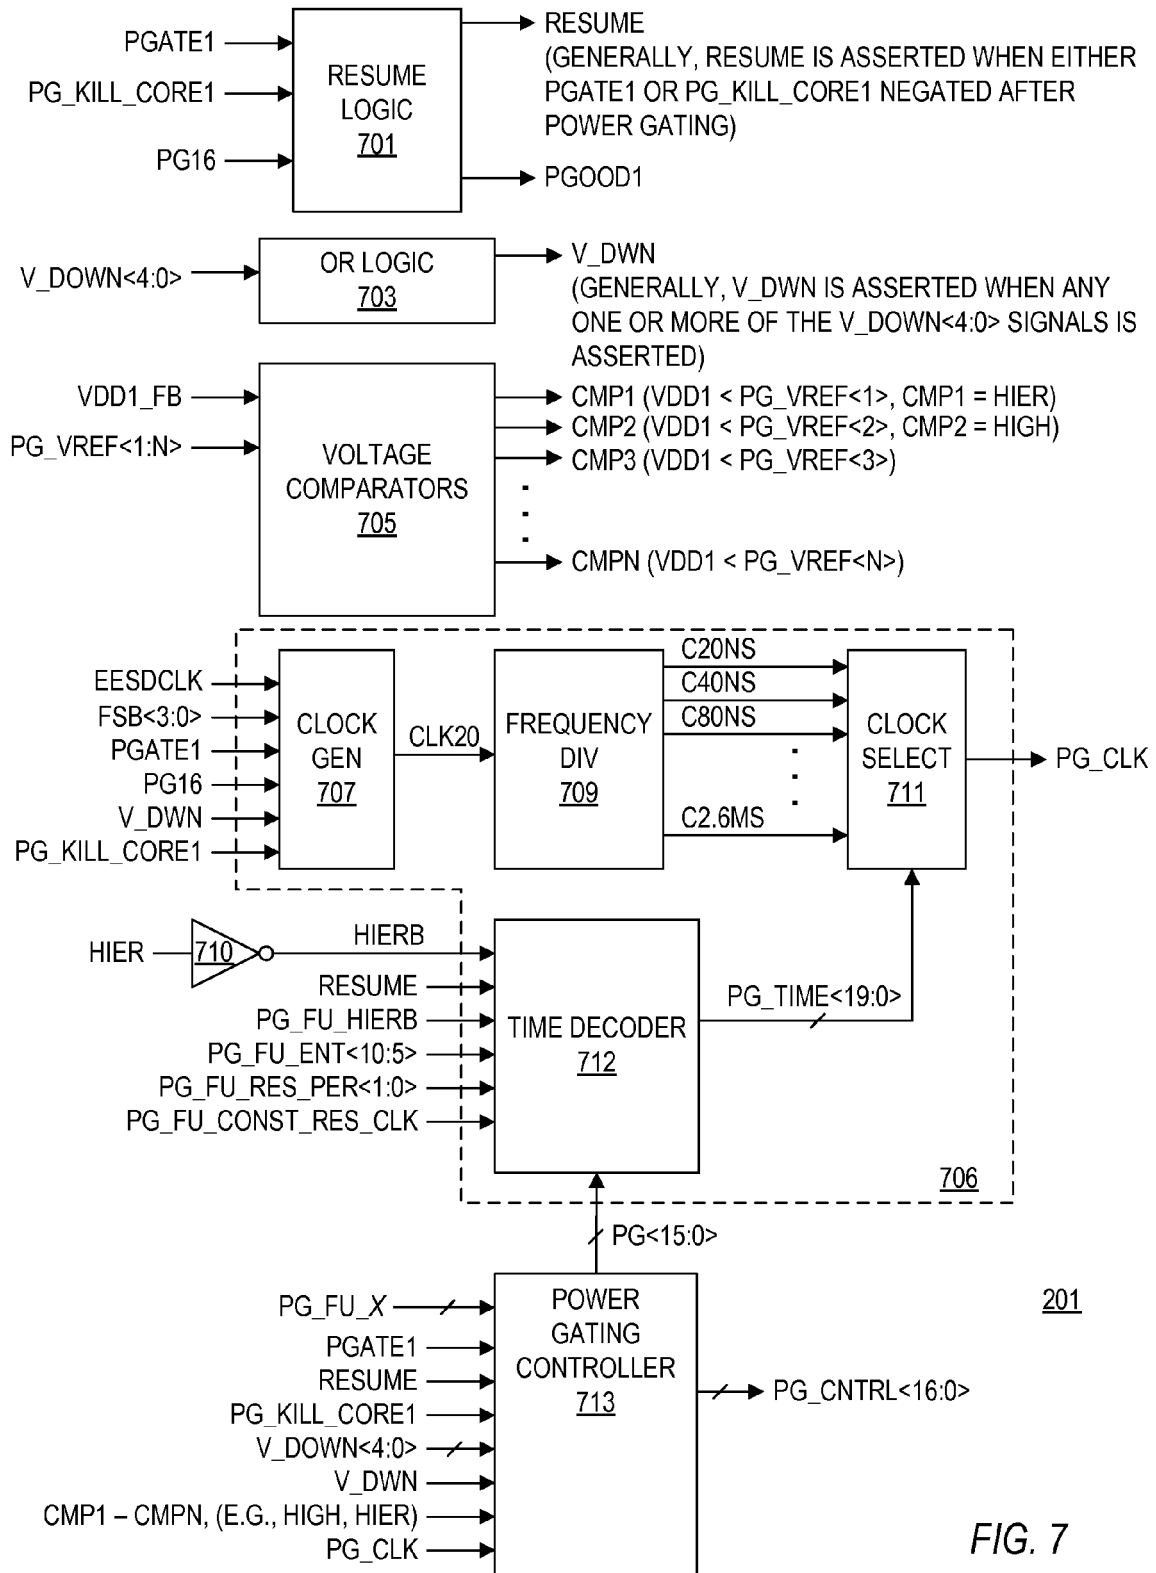 PGATE1
PG_KILL_CORE1
PG16
RESUME
LOGIC
701
RESUME
(GENERALLY, RESUME IS ASSERTED WHEN EITHER
PGATE1 OR PG_KILL_CORE1 NEGATED AFTER
POWER GATING)
PGOOD1
V_DOWN<4:0>
OR LOGIC
703
V_DWN
(GENERALLY, V_DWN IS ASSERTED WHEN ANY
ONE OR MORE OF THE V_DOWN<4:0> SIGNALS IS
ASSERTED)
VDD1_FB
PG_VREF<1:N>
VOLTAGE
COMPARATORS
705
CMP1 (VDD1 < PG_VREF<1>, CMP1 = HIER)
CMP2 (VDD1 < PG_VREF<2>, CMP2 = HIGH)
CMP3 (VDD1 < PG_VREF<3>)
CMPN (VDD1 < PG_VREF<N>)
EESDCLK
FSB<3:0>
PGATE1
PG16
V_DWN
PG_KILL_CORE1
CLOCK
GEN
707
CLK20
FREQUENCY
DIV
709
C20NS
C40NS
C80NS
C2.6MS
CLOCK
SELECT
711
PG_CLK
HIER
710
HIERB
RESUME
PG_FU_HIERB
PG_FU_ENT<10:5>
PG_FU_RES_PER<1:0>
PG_FU_CONST_RES_CLK
TIME DECODER
712
PG_TIME<19:0>
706
PG<15:0>
PG_FU_X
PGATE1
RESUME
PG_KILL_CORE1
V_DOWN<4:0>
V_DWN
CMP1 – CMPN, (E.G., HIGH, HIER)
PG_CLK
POWER
GATING
CONTROLLER
713
PG_CNTRL<16:0>
201
FIG. 7